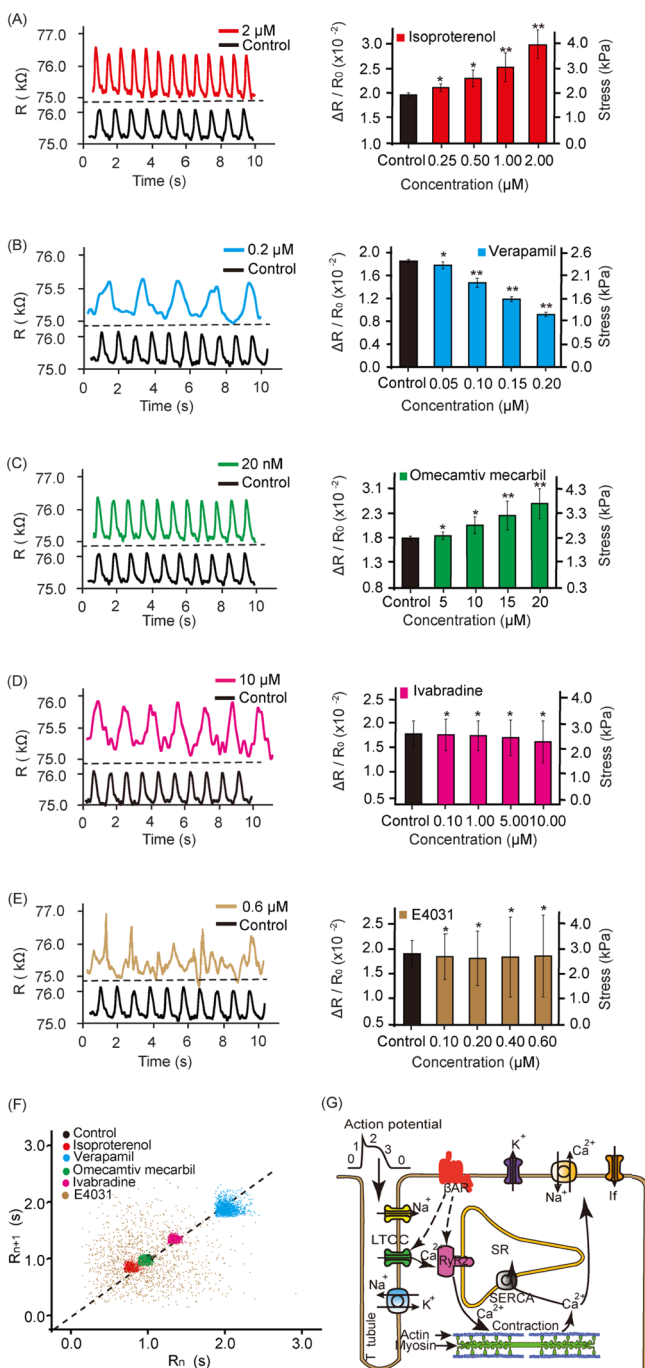 (A)
2 µM
Control
77.0
76.0
75.0
76.0
75.0
R ( kΩ)
0 2 4 6 8 10
Time (s)
Isoproterenol
3.0
2.5
2.0
1.5
1.0
ΔR / R₀ (x10 ⁻²)
4.0
3.0
2.0
1.0
0.0
Stress (kPa)
* * ** **
Control 0.25 0.50 1.00 2.00
Concentration (µM)
(B)
0.2 µM
Control
76.0
75.5
75.0
76.0
75.0
R ( kΩ)
0 2 4 6 8 10
Time (s)
Verapamil
2.0
1.6
1.2
0.8
0.4
0.0
ΔR / R₀ (x10 ⁻²)
2.6
2.1
1.6
1.0
0.5
0.0
Stress (kPa)
* ** ** **
Control 0.05 0.10 0.15 0.20
Concentration (µM)
(C)
20 nM
Control
77.0
76.0
75.0
76.0
75.0
R ( kΩ)
0 2 4 6 8 10
Time (s)
Omecamtiv mecarbil
3.1
2.3
1.8
1.3
0.8
ΔR / R₀ (x10 ⁻²)
4.3
3.3
2.3
1.3
0.3
Stress (kPa)
* * ** **
Control 5 10 15 20
Concentration (µM)
(D)
10 µM
Control
76.0
75.5
75.0
76.0
75.0
R ( kΩ)
0 2 4 6 8 10
Time (s)
Ivabradine
2.5
2.0
1.5
1.0
0.5
ΔR / R₀ (x10 ⁻²)
4.0
3.0
2.0
1.0
0.0
Stress (kPa)
* * * *
Control 0.10 1.00 5.00 10.00
Concentration (µM)
(E)
0.6 µM
Control
77.0
76.0
75.0
76.0
75.0
R ( kΩ)
0 2 4 6 8 10
Time (s)
E4031
2.5
2.0
1.5
1.0
0.5
ΔR / R₀ (x10 ⁻²)
4.0
3.0
2.0
1.0
0.0
Stress (kPa)
* * * *
Control 0.10 0.20 0.40 0.60
Concentration (µM)
(F)
Control
Isoproterenol
Verapamil
Omecamtiv mecarbil
Ivabradine
E4031
3.0
2.0
1.0
0.0
Rn+1 (s)
0.0 1.0 2.0 3.0
Rn (s)
(G)
Action potential
0 1 2 3 0
βAR
K⁺
Ca²⁺
Na⁺
If
Na⁺
LTCC
Ca²⁺
RyR2
SR
SERCA
Na⁺
K⁺
T tubule
Ca²⁺
Ca²⁺
Contraction
Actin
Myosin